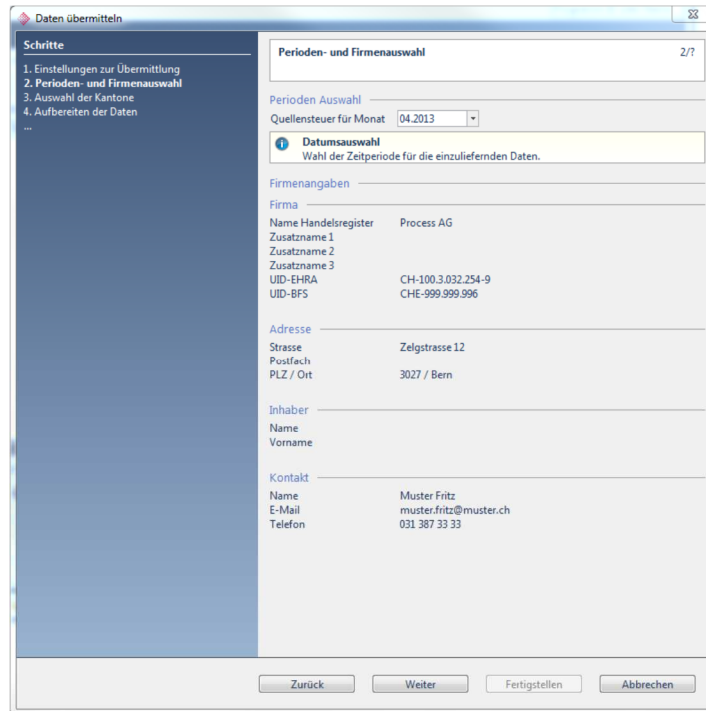 Daten übermitteln
Schritte
1. Einstellungen zur Übermittlung
2. Perioden- und Firmenauswahl
3. Auswahl der Kantone
4. Aufbereiten der Daten
...
Perioden- und Firmenauswahl 2/?
Perioden Auswahl
Quellensteuer für Monat 04.2013
Datumsauswahl
Wahl der Zeitperiode für die einzuliefernden Daten.
Firmenangaben
Firma
Name Handelsregister Process AG
Zusatzname 1
Zusatzname 2
Zusatzname 3
UID-EHRA CH-100.3.032.254-9
UID-BFS CHE-999.999.996
Adresse
Strasse Zelgstrasse 12
Postfach
PLZ / Ort 3027 / Bern
Inhaber
Name
Vorname
Kontakt
Name Muster Fritz
E-Mail muster.fritz@muster.ch
Telefon 031 387 33 33
Zurück Weiter Fertigstellen Abbrechen